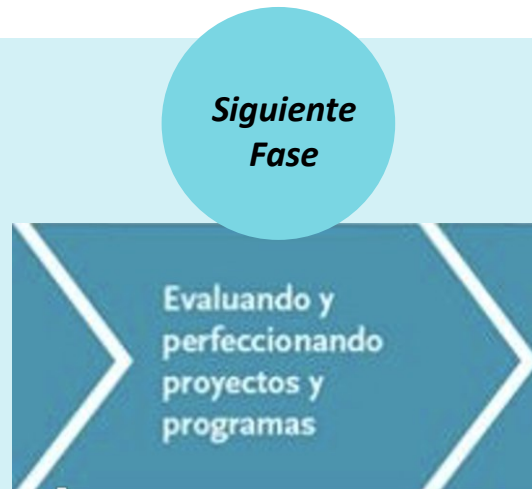 Siguiente
Fase
Evaluando y
perfeccionando
proyectos y
programas